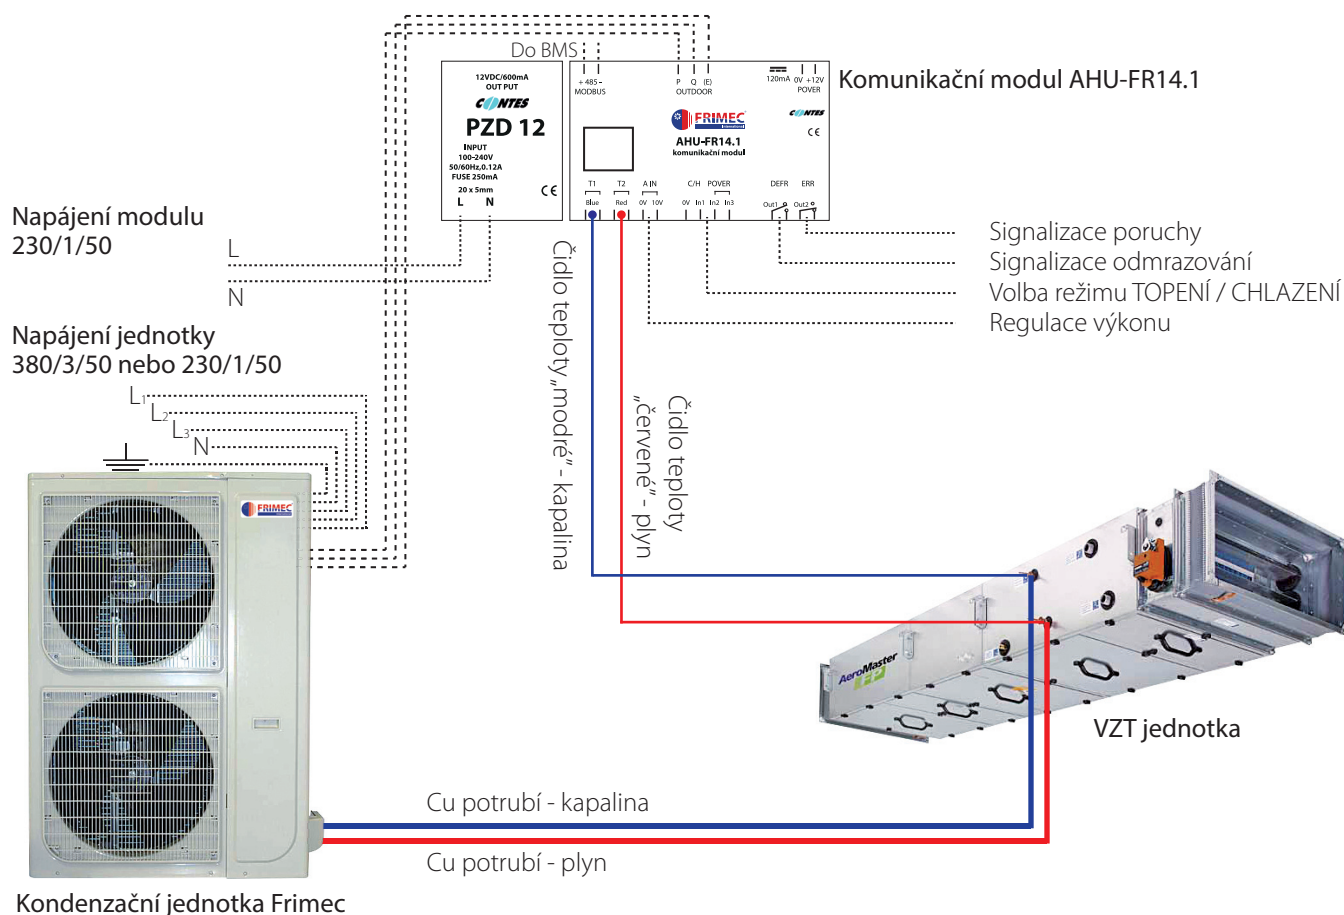 Do BMS
12VDC/600mA
OUT PUT
CONTES
PZD 12
INPUT
100-240V
50/60Hz,0.12A
FUSE 250mA
20 x 5mm
L N
CE
+ 485 -
MODBUS
P Q (E)
OUTDOOR
120mA 0V +12V
POVER
FRIMEC
International
CONTES
CE
AHU-FR14.1
komunikační modul
T1 T2 A IN C/H POVER DEFR ERR
Blue Red 0V 10V 0V In1 In2 In3 Out1 Out2
Komunikační modul AHU-FR14.1
Napájení modulu
230/1/50
L
N
Signalizace poruchy
Signalizace odmrazování
Volba režimu TOPENÍ / CHLAZENÍ
Regulace výkonu
Napájení jednotky
380/3/50 nebo 230/1/50
L1
L2
L3
N
Čidlo teploty „modré" - kapalina
Čidlo teploty
„červené" - plyn
FRIMEC
AeroMaster
FP
VZT jednotka
Cu potrubí - kapalina
Cu potrubí - plyn
Kondenzační jednotka Frimec